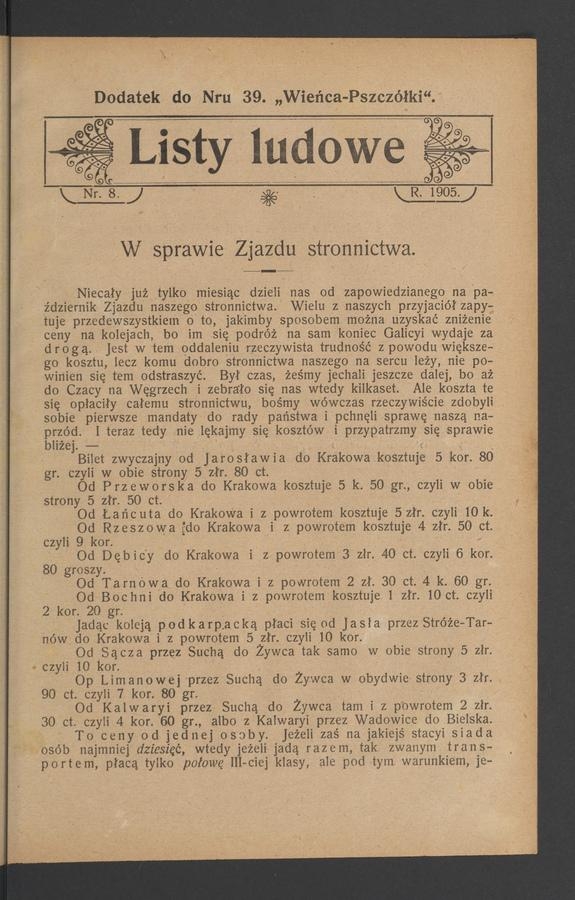 Dodatek do Nru 39. „Wieńca-Pszczółki“.
Listy ludowe
Nr. 8.
R. 1905.
W sprawie Zjazdu stronnictwa.
Niecały już tylko miesiąc dzieli nas od zapowiedzianego na pa-
ździernik Zjazdu naszego stronnictwa. Wielu z naszych przyjaciół zapy-
tuje przedewszystkiem o to, jakimby sposobem można uzyskać zniżenie
ceny na kolejach, bo im się podróż na sam koniec Galicyi wydaje za
drogą. Jest w tem oddaleniu rzeczywista trudność z powodu większe-
go kosztu, lecz komu dobro stronnictwa naszego na sercu leży, nie po-
winien się tem odstraszyć. Był czas, żeśmy jechali jeszcze dalej, bo aż
do Czacy na Węgrzech i zebrało się nas wtedy kilkaset. Ale koszta te
się opłaciły całemu stronnictwu, bośmy wówczas rzeczywiście zdobyli
sobie pierwsze mandaty do rady państwa i pchnęli sprawę naszą na-
przód. I teraz tedy nie lękajmy się kosztów i przypatrzmy się sprawie
bliżej. —
Bilet zwyczajny od Jarosławia do Krakowa kosztuje 5 kor. 80
gr. czyli w obie strony 5 złr. 80 ct.
Od Przeworska do Krakowa kosztuje 5 k. 50 gr., czyli w obie
strony 5 złr. 50 ct.
Od Łańcuta do Krakowa i z powrotem kosztuje 5 złr. czyli 10 k.
Od Rzeszowa do Krakowa i z powrotem kosztuje 4 złr. 50 ct.
czyli 9 kor.
Od Dębicy do Krakowa i z powrotem 3 zlr. 40 ct. czyli 6 kor.
80 groszy.
Od Tarnowa do Krakowa i z powrotem 2 zł. 30 ct. 4 k. 60 gr.
Od Bochni do Krakowa i z powrotem kosztuje 1 złr. 10 ct. czyli
2 kor. 20 gr.
Jadąc koleją podkarpacką płaci się od Jasła przez Stróże-Tar-
nów do Krakowa i z powrotem 5 złr. czyli 10 kor.
Od Sącza przez Suchą do Żywca tak samo w obie strony 5 złr.
czyli 10 kor.
Op Limanowej przez Suchą do Żywca w obydwie strony 3 złr.
90 ct. czyli 7 kor. 80 gr.
Od Kalwaryi przez Suchą do Żywca tam i z powrotem 2 złr.
30 ct. czyli 4 kor. 60 gr., albo z Kalwaryi przez Wadowice do Bielska.
To ceny od jednej osoby. Jeżeli zaś na jakiejś stacyi siada
osób najmniej dziesięć, wtedy jeżeli jadą razem, tak zwanym trans-
portem, płacą tylko połowę III-ciej klasy, ale pod tym warunkiem, je-